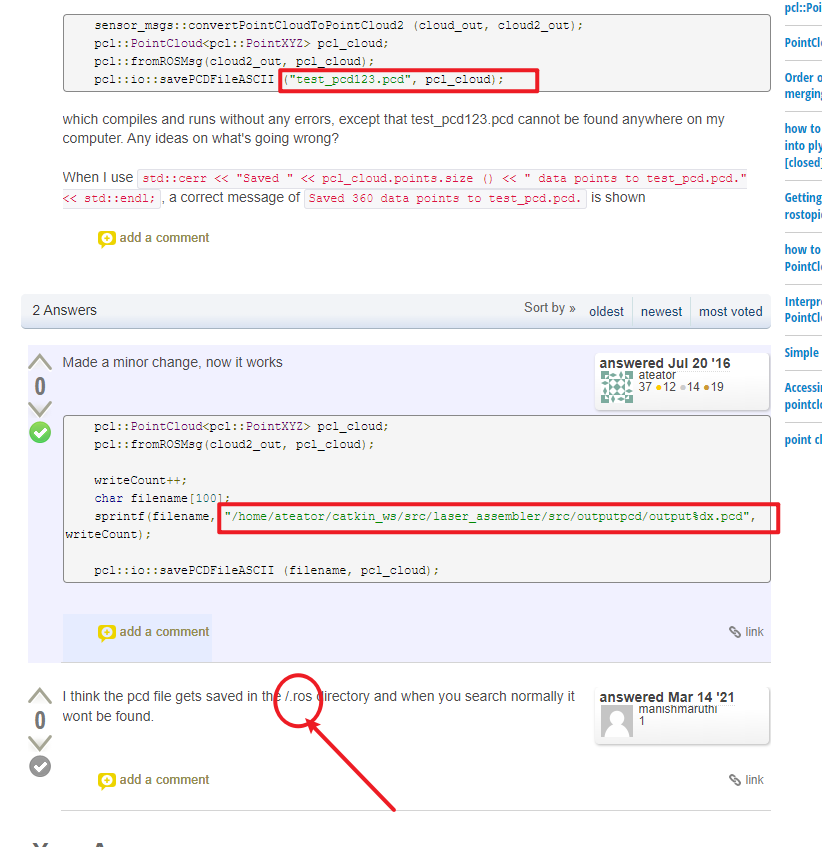 sensor_msgs::convertPointCloudToPointCloud2 (cloud_out, cloud2_out);
pcl::PointCloud<pcl::PointXYZ> pcl_cloud;
pcl::fromROSMsg(cloud2_out, pcl_cloud);
pcl::io::savePCDFileASCII ("test_pcd123.pcd", pcl_cloud);
which compiles and runs without any errors, except that test_pcd123.pcd cannot be found anywhere on my
computer. Any ideas on what's going wrong?
When I use std::cerr << "Saved " << pcl_cloud.points.size () << " data points to test_pcd.pcd."
<< std::endl; , a correct message of Saved 360 data points to test_pcd.pcd. is shown
add a comment
2 Answers
Sort by » oldest newest most voted
Made a minor change, now it works
answered Jul 20 '16
ateator
37 12 14 19
0
pcl::PointCloud<pcl::PointXYZ> pcl_cloud;
pcl::fromROSMsg(cloud2_out, pcl_cloud);
writeCount++;
char filename[100];
sprintf(filename, "/home/ateator/catkin_ws/src/laser_assembler/src/outputpcd/output%dx.pcd",
writeCount);
pcl::io::savePCDFileASCII (filename, pcl_cloud);
add a comment
link
I think the pcd file gets saved in the /.ros directory and when you search normally it
wont be found.
answered Mar 14 '21
manishmaruthi
1
0
add a comment
link
pcl::Poi
PointCl
Order o
merging
how to
into ply
[closed]
Getting
rostopi
how to
PointCl
Interpre
PointCl
Simple
Accessi
pointclo
point cl